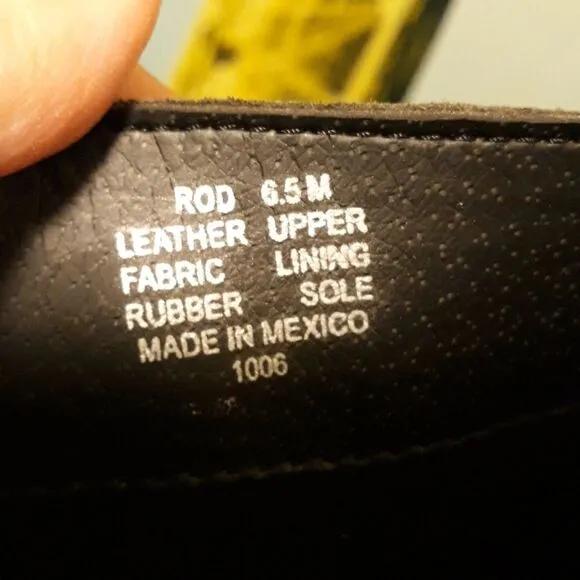 ROD 6.5 M
LEATHER UPPER
FABRIC LINING
RUBBER SOLE
MADE IN MEXICO
1006